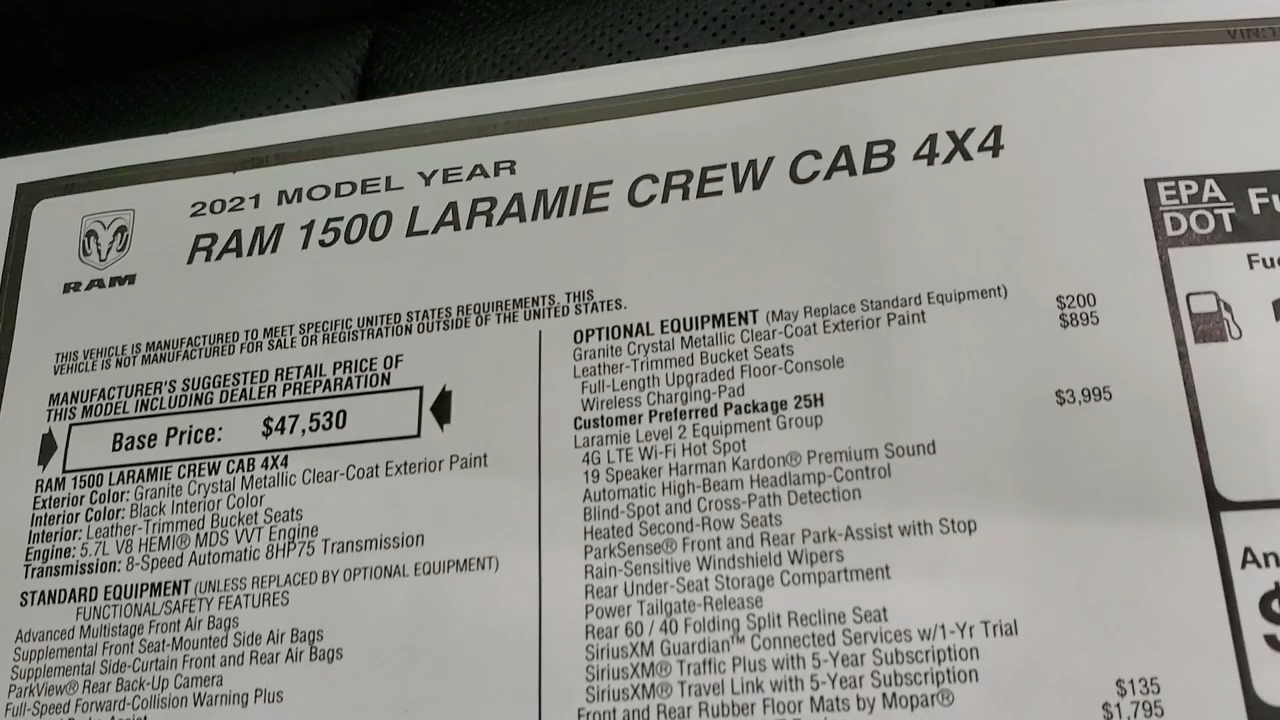 VIN:
2021 MODEL YEAR
RAM 1500 LARAMIE CREW CAB 4X4
RAM
THIS VEHICLE IS MANUFACTURED TO MEET SPECIFIC UNITED STATES REQUIREMENTS. THIS
VEHICLE IS NOT MANUFACTURED FOR SALE OR REGISTRATION OUTSIDE OF THE UNITED STATES.
MANUFACTURER'S SUGGESTED RETAIL PRICE OF
THIS MODEL INCLUDING DEALER PREPARATION
Base Price: $47,530
RAM 1500 LARAMIE CREW CAB 4X4
Exterior Color: Granite Crystal Metallic Clear-Coat Exterior Paint
Interior Color: Black Interior Color
Interior: Leather-Trimmed Bucket Seats
Engine: 5.7L V8 HEMI® MDS VVT Engine
Transmission: 8-Speed Automatic 8HP75 Transmission
STANDARD EQUIPMENT (UNLESS REPLACED BY OPTIONAL EQUIPMENT)
FUNCTIONAL/SAFETY FEATURES
Advanced Multistage Front Air Bags
Supplemental Front Seat-Mounted Side Air Bags
Supplemental Side-Curtain Front and Rear Air Bags
ParkView® Rear Back-Up Camera
Full-Speed Forward-Collision Warning Plus
OPTIONAL EQUIPMENT (May Replace Standard Equipment)
Granite Crystal Metallic Clear-Coat Exterior Paint $200
Leather-Trimmed Bucket Seats $895
Full-Length Upgraded Floor-Console
Wireless Charging-Pad
Customer Preferred Package 25H
Laramie Level 2 Equipment Group $3,995
4G LTE Wi-Fi Hot Spot
19 Speaker Harman Kardon® Premium Sound
Automatic High-Beam Headlamp-Control
Blind-Spot and Cross-Path Detection
Heated Second-Row Seats
ParkSense® Front and Rear Park-Assist with Stop
Rain-Sensitive Windshield Wipers
Rear Under-Seat Storage Compartment
Power Tailgate-Release
Rear 60 / 40 Folding Split Recline Seat
SiriusXM Guardian™ Connected Services w/1-Yr Trial
SiriusXM® Traffic Plus with 5-Year Subscription
SiriusXM® Travel Link with 5-Year Subscription
Front and Rear Rubber Floor Mats by Mopar® $135
$1,795
EPA
DOT
Fu
Fue
An
$